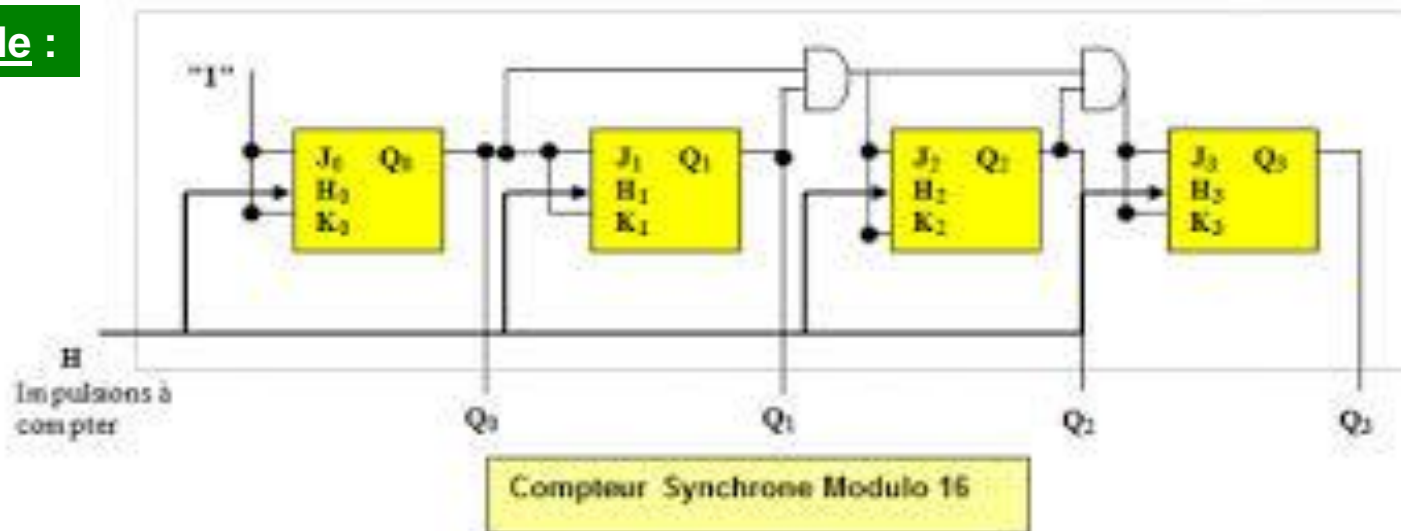 le :
"1"
J₀ Q₀
H₀
K₀
J₁ Q₁
H₁
K₁
J₂ Q₂
H₂
K₂
J₃ Q₃
H₃
K₃
H
Impulsions à
compter
Q₀
Q₁
Q₂
Q₃
Compteur Synchrone Modulo 16